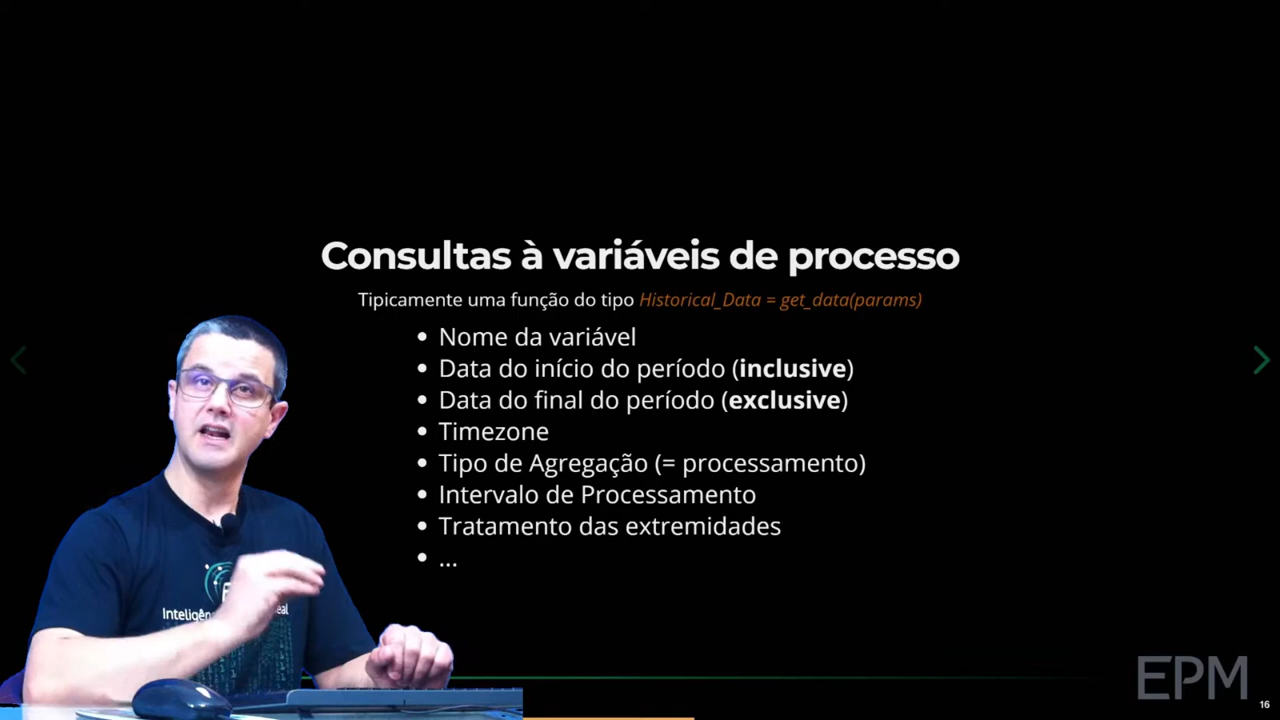 Consultas à variáveis de processo
Tipicamente uma função do tipo Historical_Data = get_data(params)
• Nome da variável
• Data do início do período (inclusive)
• Data do final do período (exclusive)
• Timezone
• Tipo de Agregação (= processamento)
• Intervalo de Processamento
• Tratamento das extremidades
• ...
EPM
16